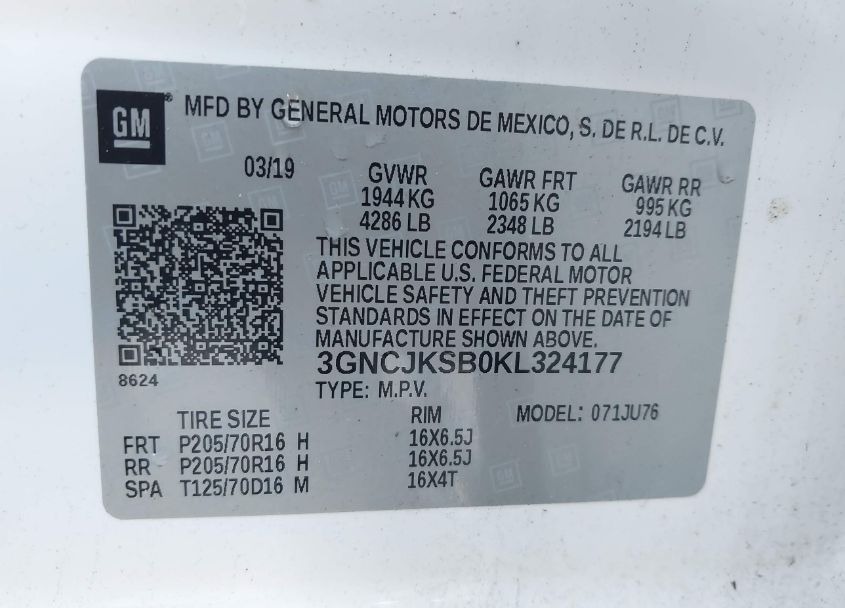 GM® MFD BY GENERAL MOTORS DE MEXICO, S. DE R.L. DE C.V.
03/19 GVWR GAWR FRT GAWR RR
1944 KG 1065 KG 995 KG
4286 LB 2348 LB 2194 LB
THIS VEHICLE CONFORMS TO ALL
APPLICABLE U.S. FEDERAL MOTOR
VEHICLE SAFETY AND THEFT PREVENTION
STANDARDS IN EFFECT ON THE DATE OF
MANUFACTURE SHOWN ABOVE.
3GNCJKSB0KL324177
8624
TYPE: M.P.V.
TIRE SIZE RIM MODEL: 071JU76
FRT P205/70R16 H 16X6.5J
RR P205/70R16 H 16X6.5J
SPA T125/70D16 M 16X4T